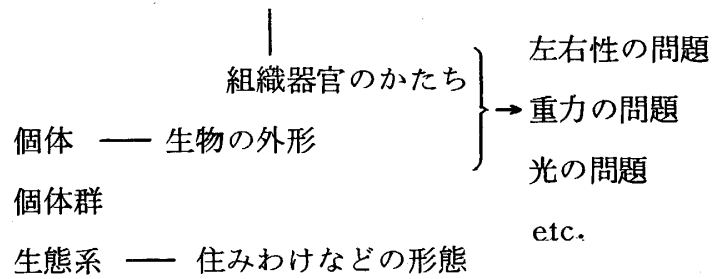 組織器官のかたち
個体 ── 生物の外形
個体群
生態系 ── 住みわけなどの形態
→ 左右性の問題
重力の問題
光の問題
etc.